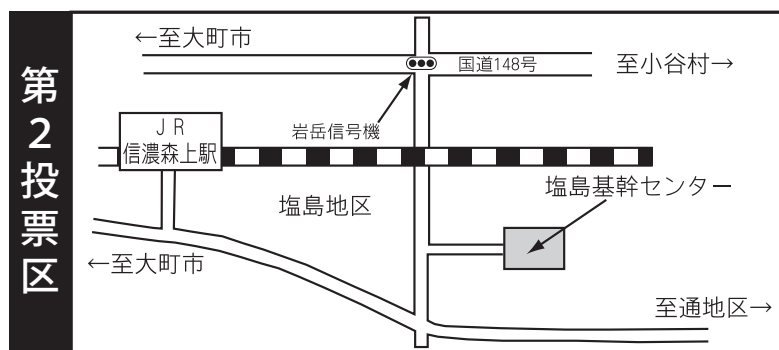 第2投票区
←至大町市
国道148号
至小谷村→
岩岳信号機
JR
信濃森上駅
塩島基幹センター
塩島地区
←至大町市
至通地区→